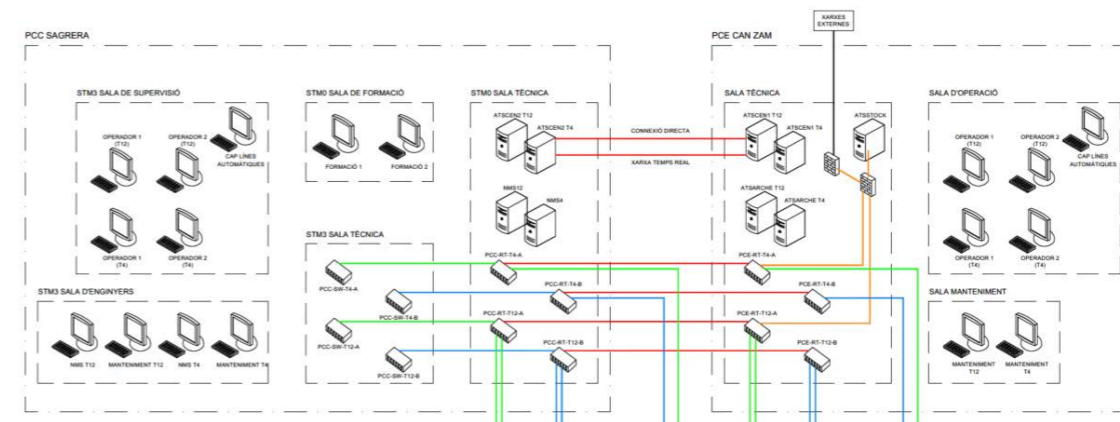 XARXES
EXTERNES
PCC SAGRERA
PCE CAN ZAM
STM3 SALA DE SUPERVISIÓ
STM0 SALA DE FORMACIÓ
STM0 SALA TÈCNICA
SALA TÈCNICA
SALA D'OPERACIÓ
OPERADOR 1
(T12)
OPERADOR 2
(T12)
CAP LÍNES
AUTOMÀTIQUES
OPERADOR 1
(T4)
OPERADOR 2
(T4)
FORMACIÓ 1
FORMACIÓ 2
ATSCEN2 T12
ATSCEN2 T4
CONNEXIÓ DIRECTA
XARXA TEMPS REAL
ATSCEN1 T12
ATSCEN1 T4
ATSSTOCK
OPERADOR 1
(T12)
OPERADOR 2
(T12)
CAP LÍNES
AUTOMÀTIQUES
OPERADOR 1
(T4)
OPERADOR 2
(T4)
NMS12
NMS4
ATSARCHE T12
ATSARCHE T4
STM3 SALA TÈCNICA
PCC-SW-T4-A
PCC-SW-T4-B
PCC-SW-T12-A
PCC-SW-T12-B
PCC-RT-T4-A
PCC-RT-T4-B
PCC-RT-T12-A
PCC-RT-T12-B
PCE-RT-T4-A
PCE-RT-T4-B
PCE-RT-T12-A
PCE-RT-T12-B
STM3 SALA D'ENGINYERS
NMS T12
MANTENIMENT T12
NMS T4
MANTENIMENT T4
SALA MANTENIMENT
MANTENIMENT
T12
MANTENIMENT
T4